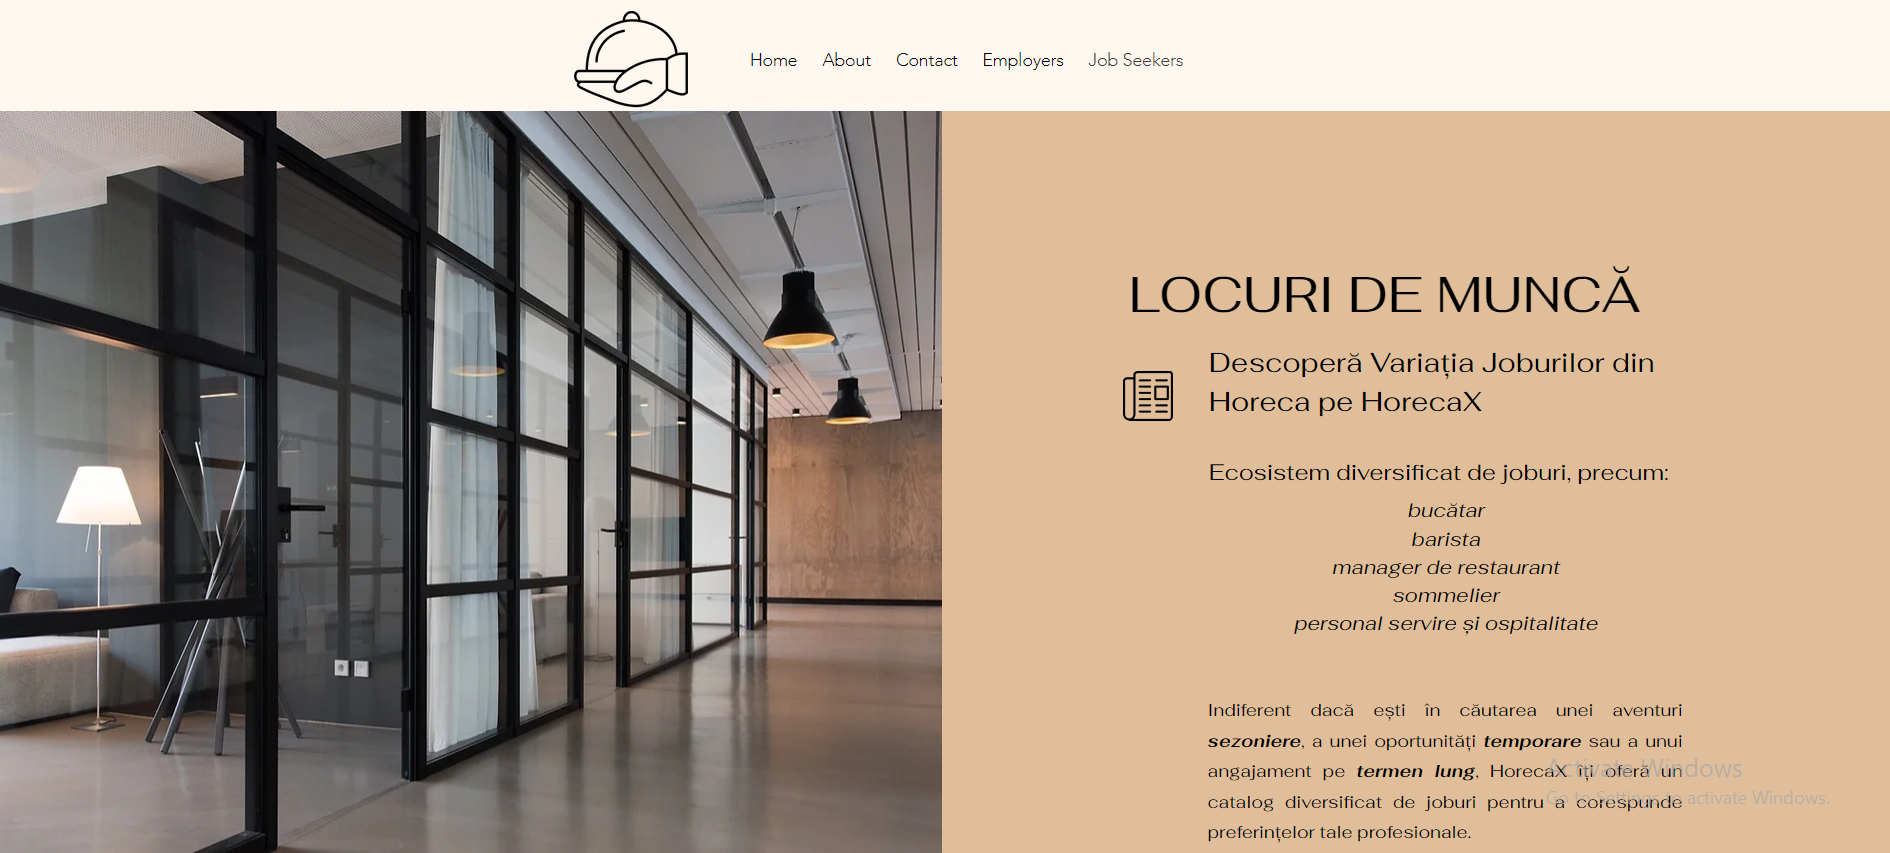 Home About Contact Employers Job Seekers
LOCURI DE MUNCĂ
Descoperă Variația Joburilor din
Horeca pe HorecaX
Ecosistem diversificat de joburi, precum:
bucătar
barista
manager de restaurant
sommelier
personal servire și ospitalitate
Indiferent dacă ești în căutarea unei aventuri
sezoniere, a unei oportunități temporare sau a unui
angajament pe termen lung, HorecaX îți oferă un
catalog diversificat de joburi pentru a corespunde
preferințelor tale profesionale.
Activate Windows
Go to Settings to activate Windows.